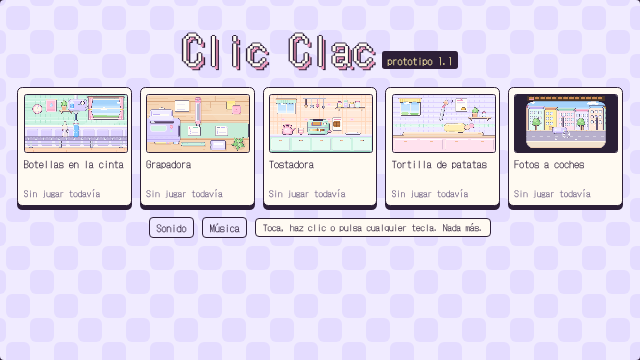 Clic Clac
prototipo 1.1
Botellas en la cinta
Grapadora
Tostadora
Tortilla de patatas
Fotos a coches
Sin jugar todavía
Sin jugar todavía
Sin jugar todavía
Sin jugar todavía
Sin jugar todavía
Sonido
Música
Toca, haz clic o pulsa cualquier tecla. Nada más.